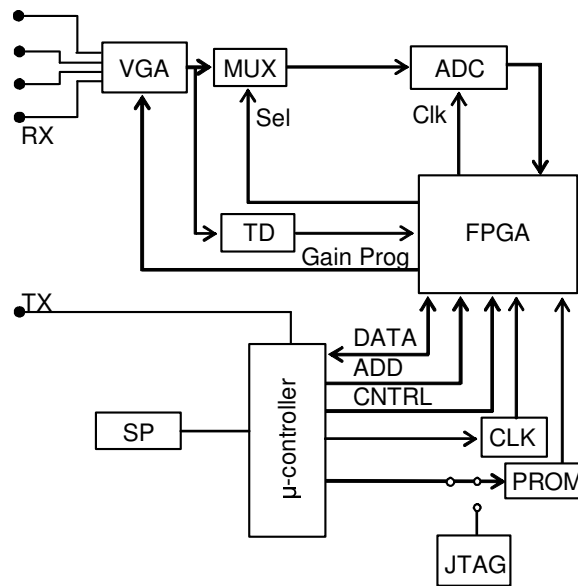 VGA
MUX
ADC
RX
Sel
Clk
TD
FPGA
Gain Prog
TX
DATA
ADD
CNTRL
SP
µ-controller
CLK
PROM
JTAG